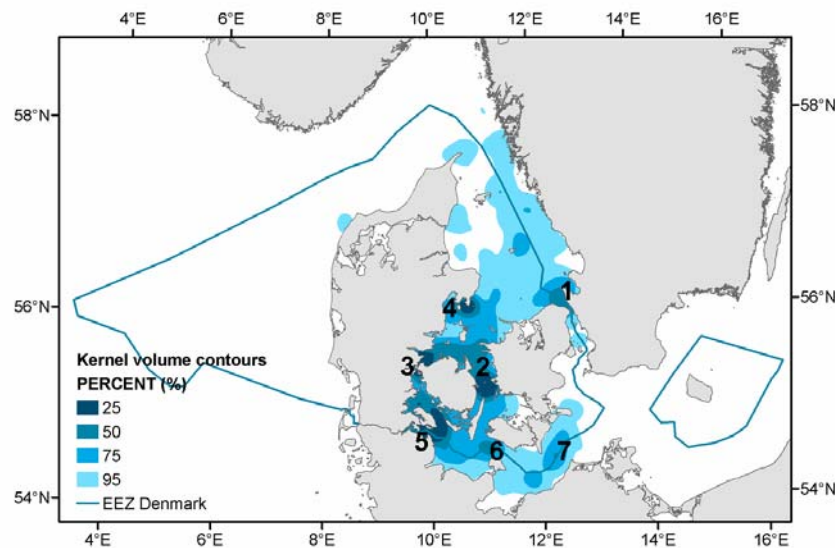 4°E 6°E 8°E 10°E 12°E 14°E 16°E
58°N 58°N
1
56°N 56°N
4
Kernel volume contours
3 2
PERCENT (%)
25
50
75
5 6 7
95
EEZ Denmark
54°N 54°N
4°E 6°E 8°E 10°E 12°E 14°E 16°E